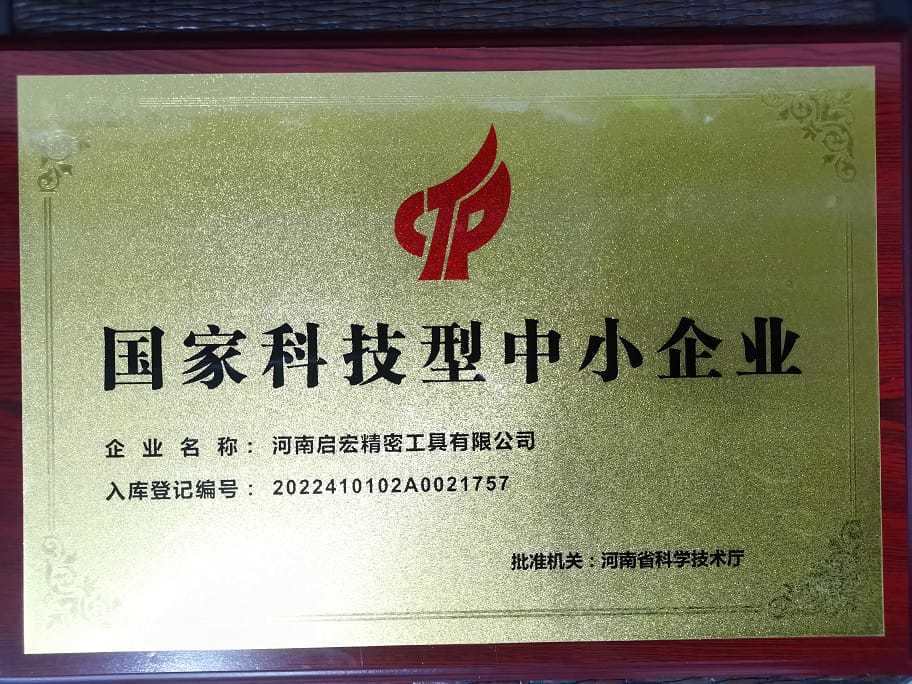 国家科技型中小企业
企业名称：河南启宏精密工具有限公司
入库登记编号：2022410102A0021757
批准机关：河南省科学技术厅